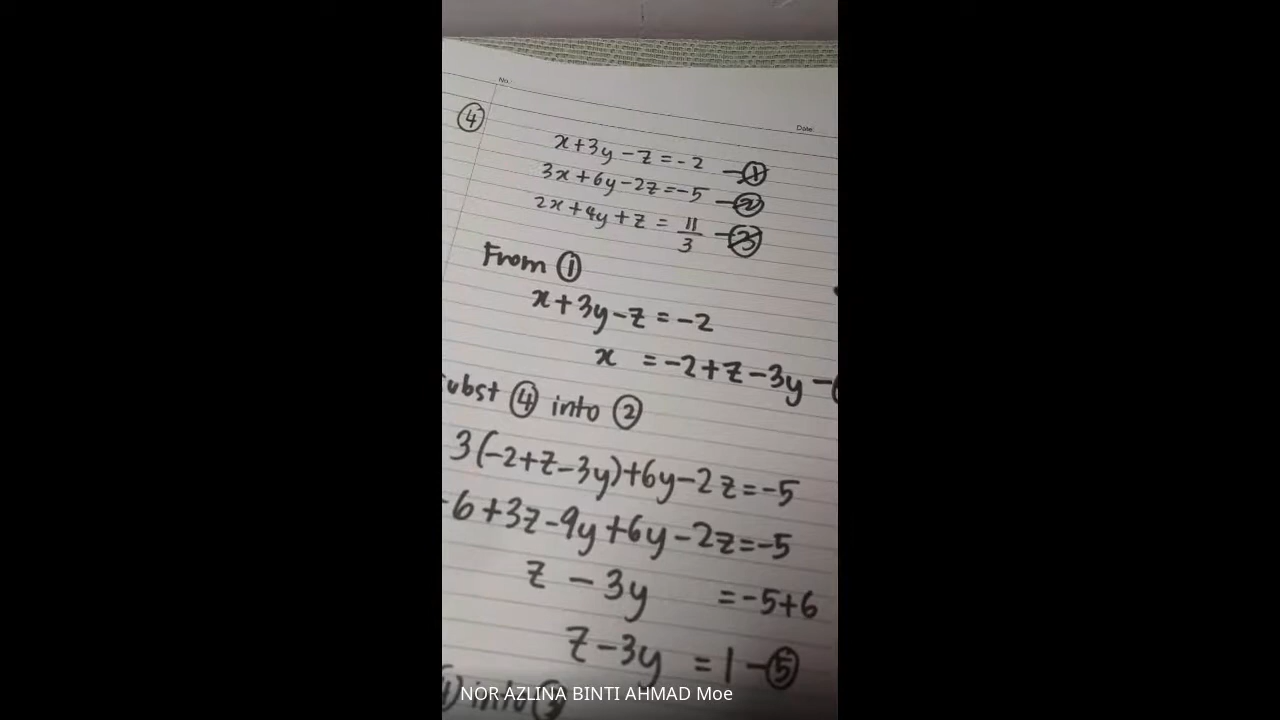 No.
Date:
④
x+3y-z=-2 -①
3x+6y-2z=-5 -②
2x+4y+z = 11/3 -③
From ①
x+3y-z=-2
x =-2+z-3y-(
ubst ④ into ②
3(-2+z-3y)+6y-2z=-5
-6+3z-9y+6y-2z=-5
z - 3y =-5+6
z-3y =1-⑤
into ③
NOR AZLINA BINTI AHMAD Moe